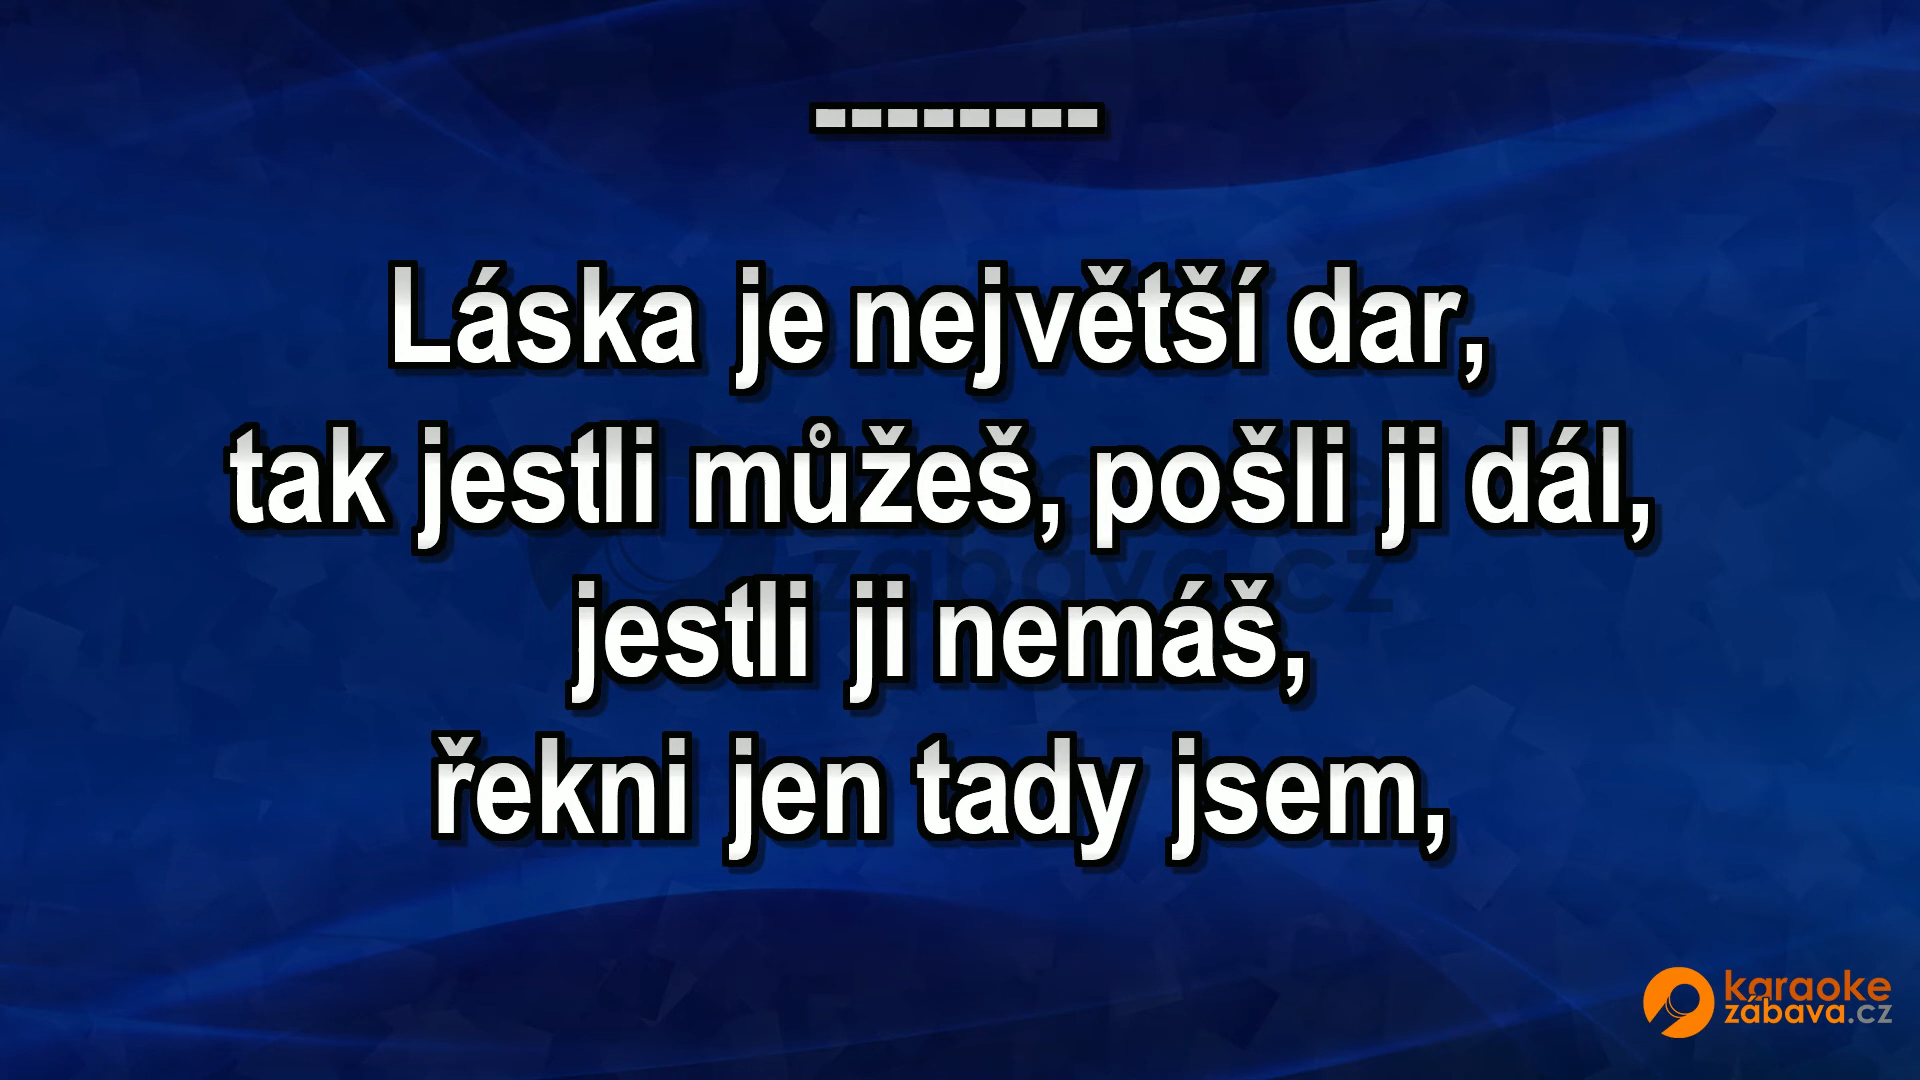 --------
Láska je největší dar,
tak jestli můžeš, pošli ji dál,
jestli ji nemáš,
řekni jen tady jsem,
karaoke
zábava.cz